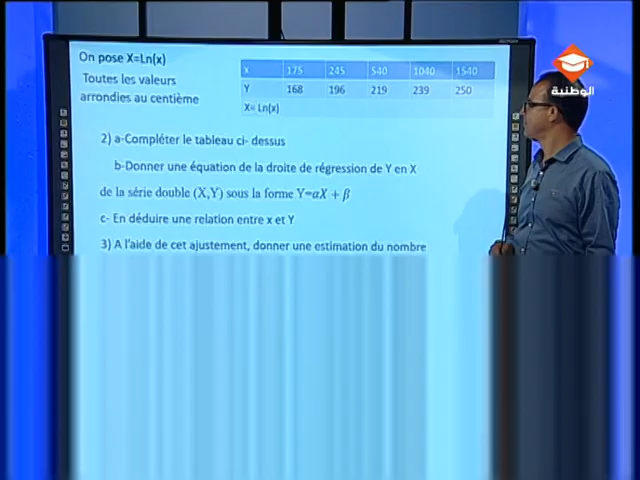 On pose X=Ln(x)
Toutes les valeurs
arrondies au centième
x 175 245 540 1040 1540
Y 168 196 219 239 250
X= Ln(x)
2) a-Compléter le tableau ci- dessus
b-Donner une équation de la droite de régression de Y en X
de la série double (X,Y) sous la forme Y=αX + β
c- En déduire une relation entre x et Y
3) A l'aide de cet ajustement, donner une estimation du nombre
الوطنية